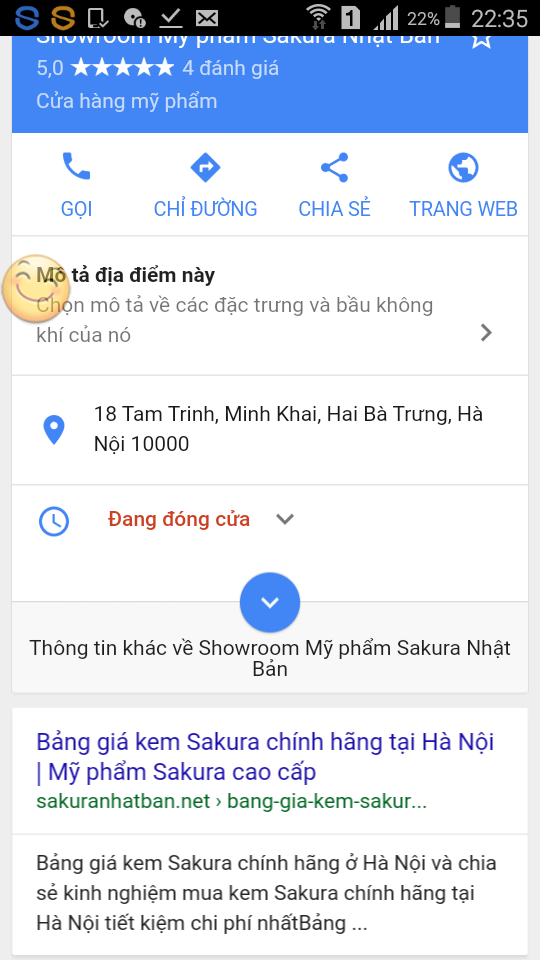 1 22% 22:35
Showroom Mỹ phẩm Sakura Nhật Bản
5,0 ★★★★★ 4 đánh giá
Cửa hàng mỹ phẩm
GỌI CHỈ ĐƯỜNG CHIA SẺ TRANG WEB
Mô tả địa điểm này
Chọn mô tả về các đặc trưng và bầu không
khí của nó
18 Tam Trinh, Minh Khai, Hai Bà Trưng, Hà
Nội 10000
Đang đóng cửa
Thông tin khác về Showroom Mỹ phẩm Sakura Nhật
Bản
Bảng giá kem Sakura chính hãng tại Hà Nội
| Mỹ phẩm Sakura cao cấp
sakuranhatban.net › bang-gia-kem-sakur...
Bảng giá kem Sakura chính hãng ở Hà Nội và chia
sẻ kinh nghiệm mua kem Sakura chính hãng tại
Hà Nội tiết kiệm chi phí nhấtBảng ...